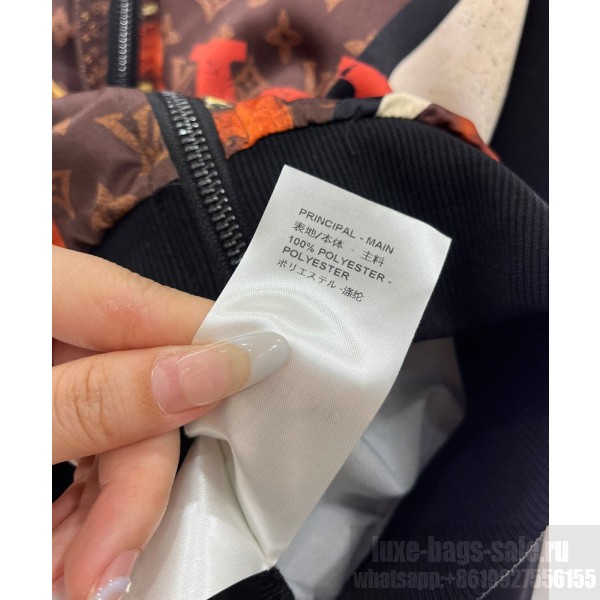 PRINCIPAL - MAIN
表地/本体 - 主料
100% POLYESTER -
POLYESTER
ポリエステル -涤纶
luxe-bags-sale.ru
whatsapp:+8619927556155